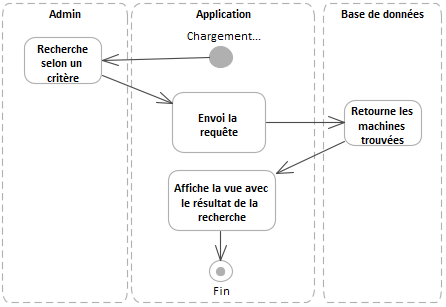 Admin
Application
Base de données
Chargement...
Recherche
selon un
critère
Envoi la
requête
Retourne les
machines
trouvées
Affiche la vue avec
le résultat de la
recherche
Fin